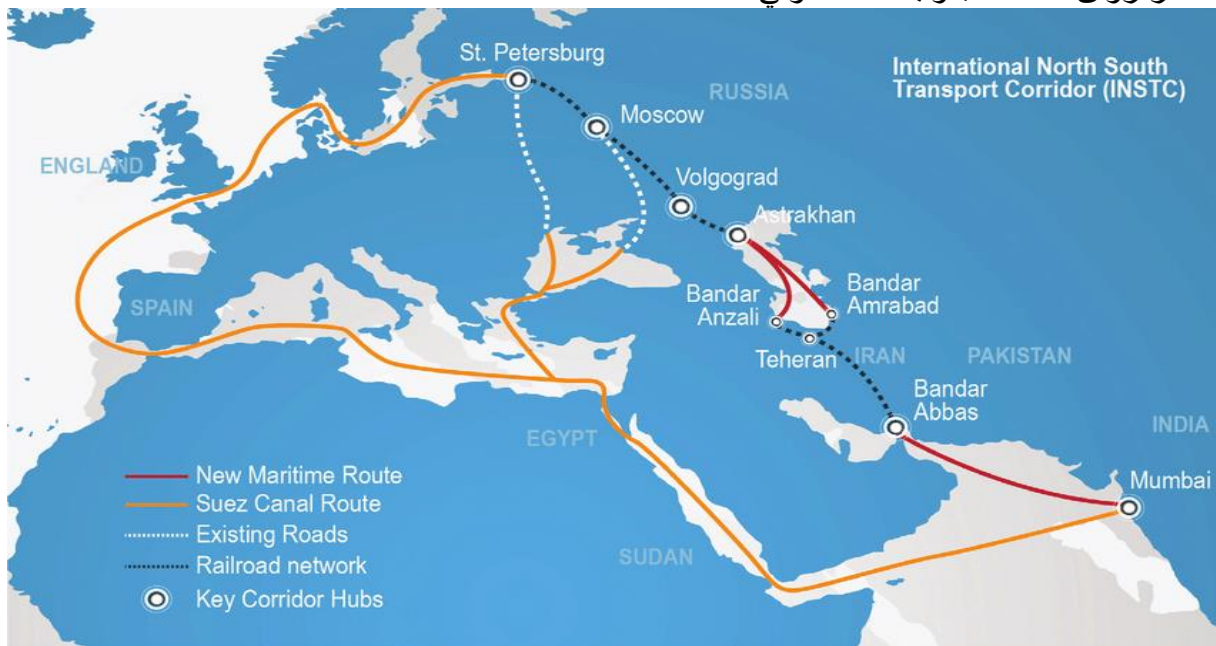 St. Petersburg
International North South
Transport Corridor (INSTC)
RUSSIA
Moscow
ENGLAND
Volgograd
Astrakhan
SPAIN
Bandar
Anzali
Bandar
Amrabad
Teheran
IRAN
PAKISTAN
Bandar
Abbas
INDIA
EGYPT
Mumbai
New Maritime Route
Suez Canal Route
Existing Roads
Railroad network
Key Corridor Hubs
SUDAN